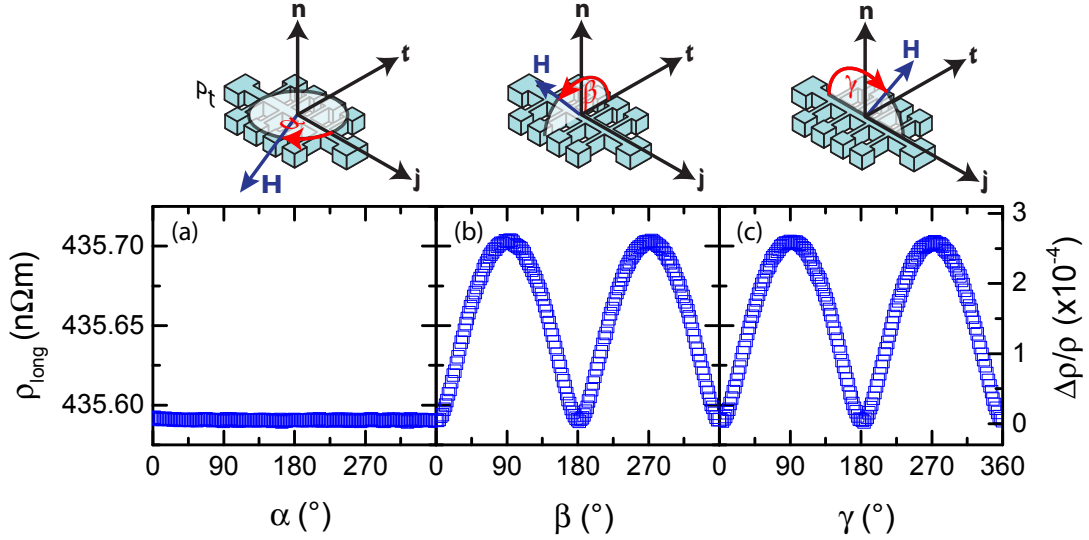 n n n
t t t
H H
Pt α β γ
H
j j j
(a) (b) (c)
ρlong (nΩm)
435.70
435.65
435.60
3
2
1
0
Δρ/ρ (x10-4)
0 90 180 270 0 90 180 270 0 90 180 270 360
α (°) β (°) γ (°)